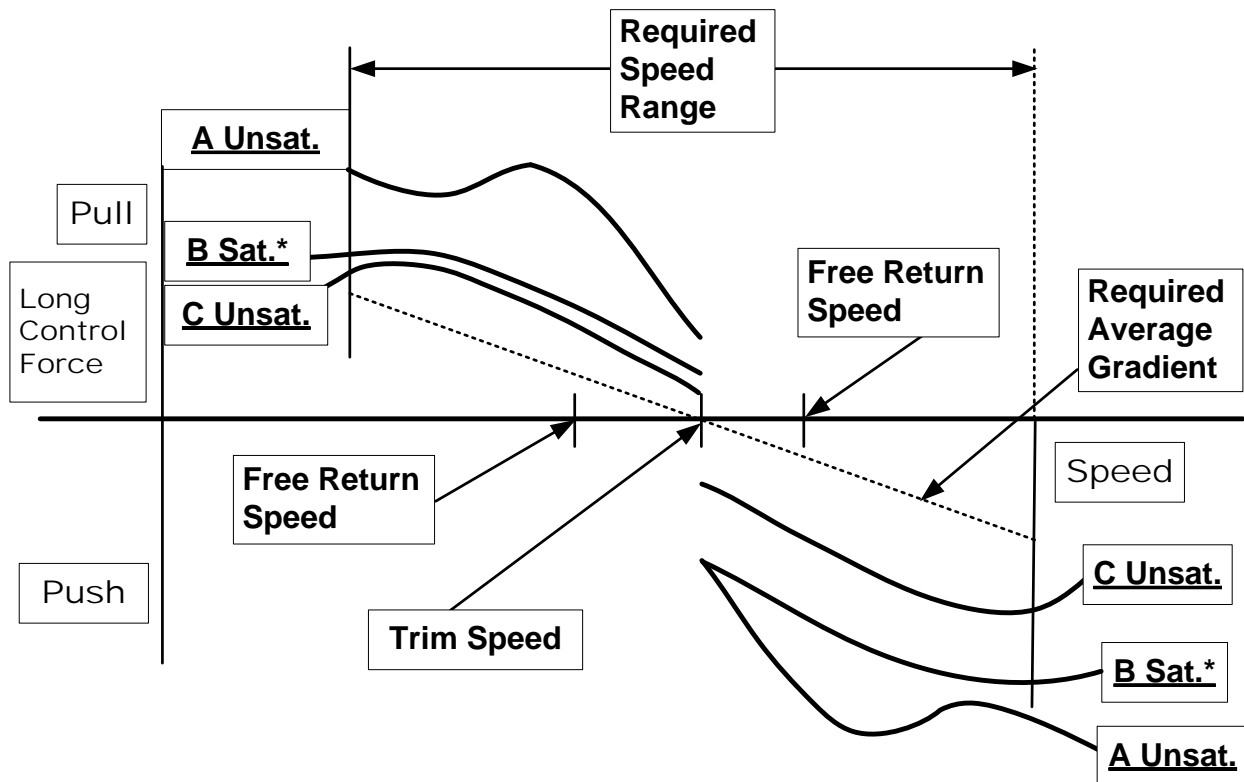 Required
Speed
Range
A Unsat.
Pull
B Sat.*
Long
Control
Force
C Unsat.
Free Return
Speed
Required
Average
Gradient
Free Return
Speed
Speed
Push
Trim Speed
C Unsat.
B Sat.*
A Unsat.